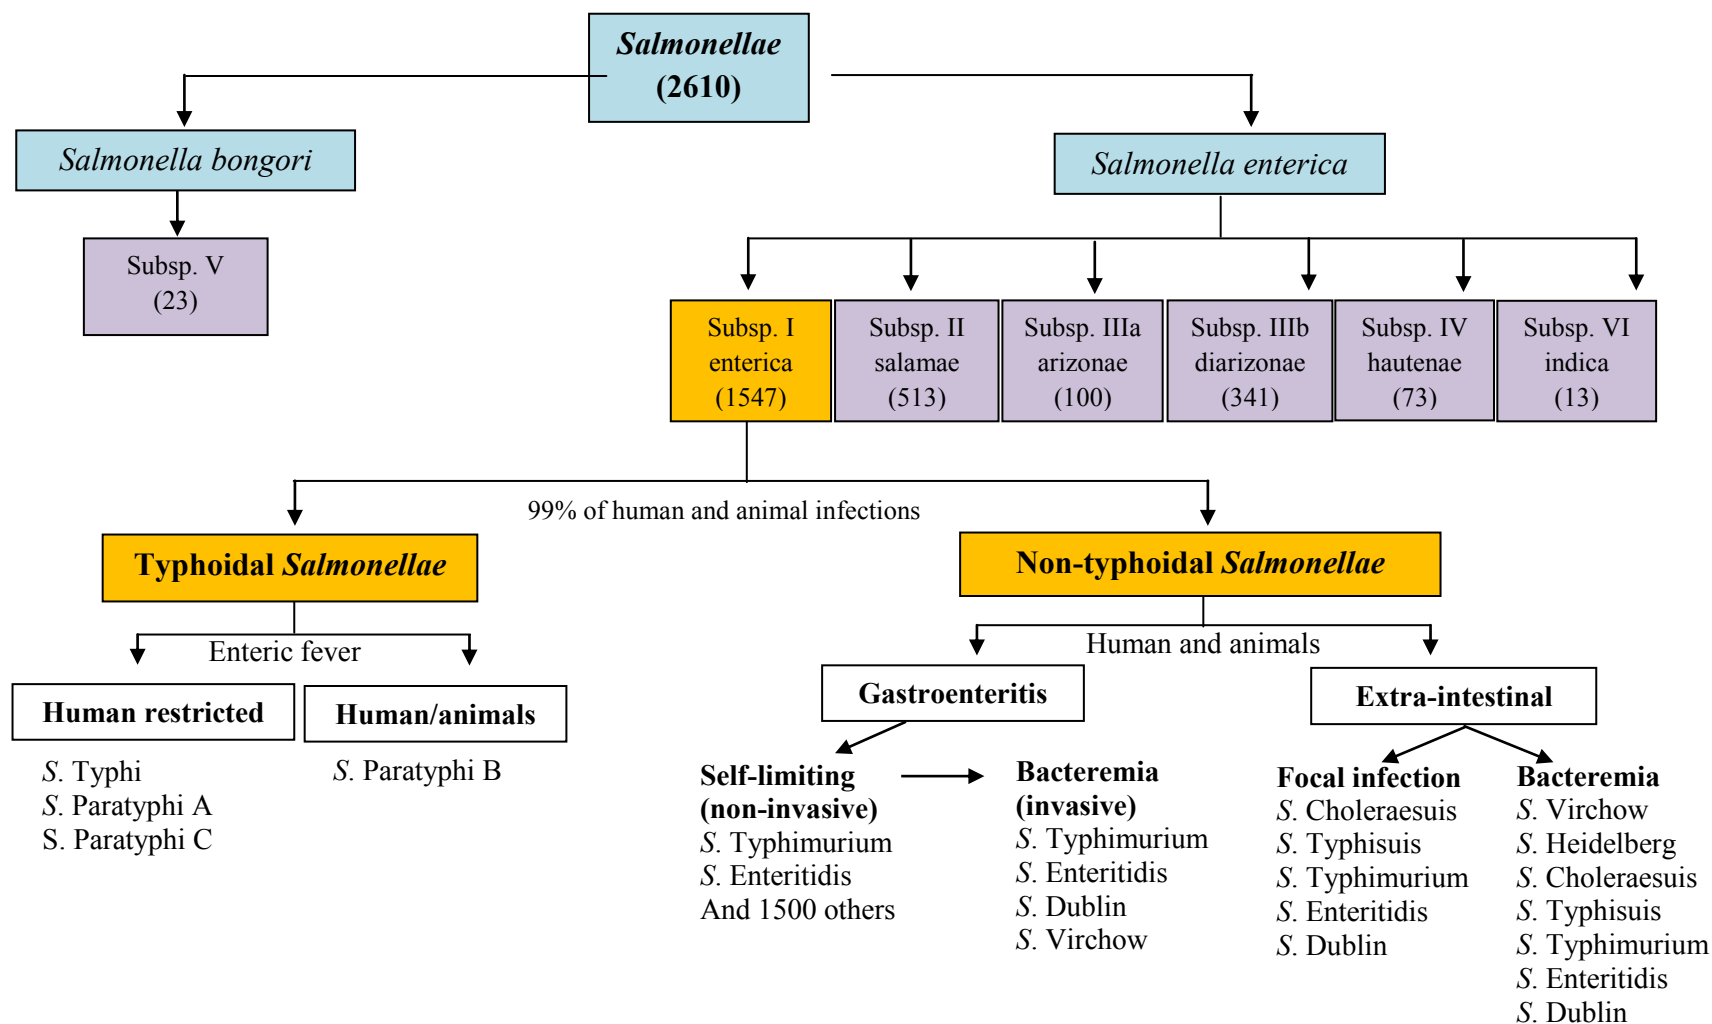 Salmonellae
(2610)
Salmonella bongori
Salmonella enterica
Subsp. V
(23)
Subsp. I
enterica
(1547)
Subsp. II
salamae
(513)
Subsp. IIIa
arizonae
(100)
Subsp. IIIb
diarizonae
(341)
Subsp. IV
hautenae
(73)
Subsp. VI
indica
(13)
99% of human and animal infections
Typhoidal Salmonellae
Non-typhoidal Salmonellae
Enteric fever
Human and animals
Human restricted
S. Typhi
S. Paratyphi A
S. Paratyphi C
Human/animals
S. Paratyphi B
Gastroenteritis
Extra-intestinal
Self-limiting
(non-invasive)
S. Typhimurium
S. Enteritidis
And 1500 others
Bacteremia
(invasive)
S. Typhimurium
S. Enteritidis
S. Dublin
S. Virchow
Focal infection
S. Choleraesuis
S. Typhisuis
S. Typhimurium
S. Enteritidis
S. Dublin
Bacteremia
S. Virchow
S. Heidelberg
S. Choleraesuis
S. Typhisuis
S. Typhimurium
S. Enteritidis
S. Dublin